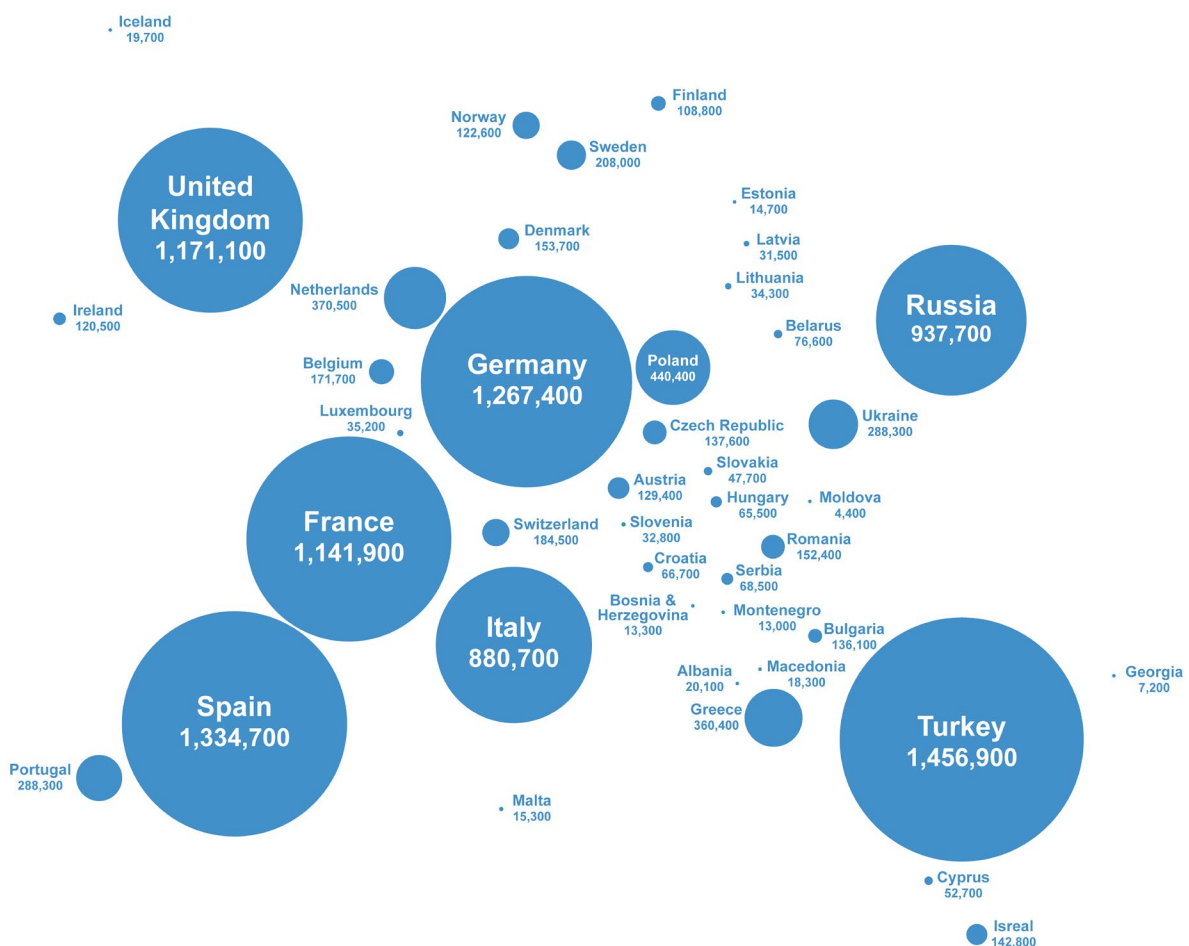 Iceland
19,700
Finland
108,800
Norway
122,600
Sweden
208,000
United
Kingdom
1,171,100
Estonia
14,700
Denmark
153,700
Latvia
31,500
Lithuania
34,300
Netherlands
370,500
Ireland
120,500
Russia
937,700
Belarus
76,600
Belgium
171,700
Germany
1,267,400
Poland
440,400
Luxembourg
35,200
Czech Republic
137,600
Ukraine
288,300
Slovakia
47,700
Austria
129,400
Hungary
65,500
Moldova
4,400
France
1,141,900
Switzerland
184,500
Slovenia
32,800
Romania
152,400
Croatia
66,700
Serbia
68,500
Bosnia &
Herzegovina
13,300
Montenegro
13,000
Italy
880,700
Bulgaria
136,100
Albania
20,100
Macedonia
18,300
Georgia
7,200
Greece
360,400
Spain
1,334,700
Turkey
1,456,900
Portugal
288,300
Malta
15,300
Cyprus
52,700
Isreal
142,800